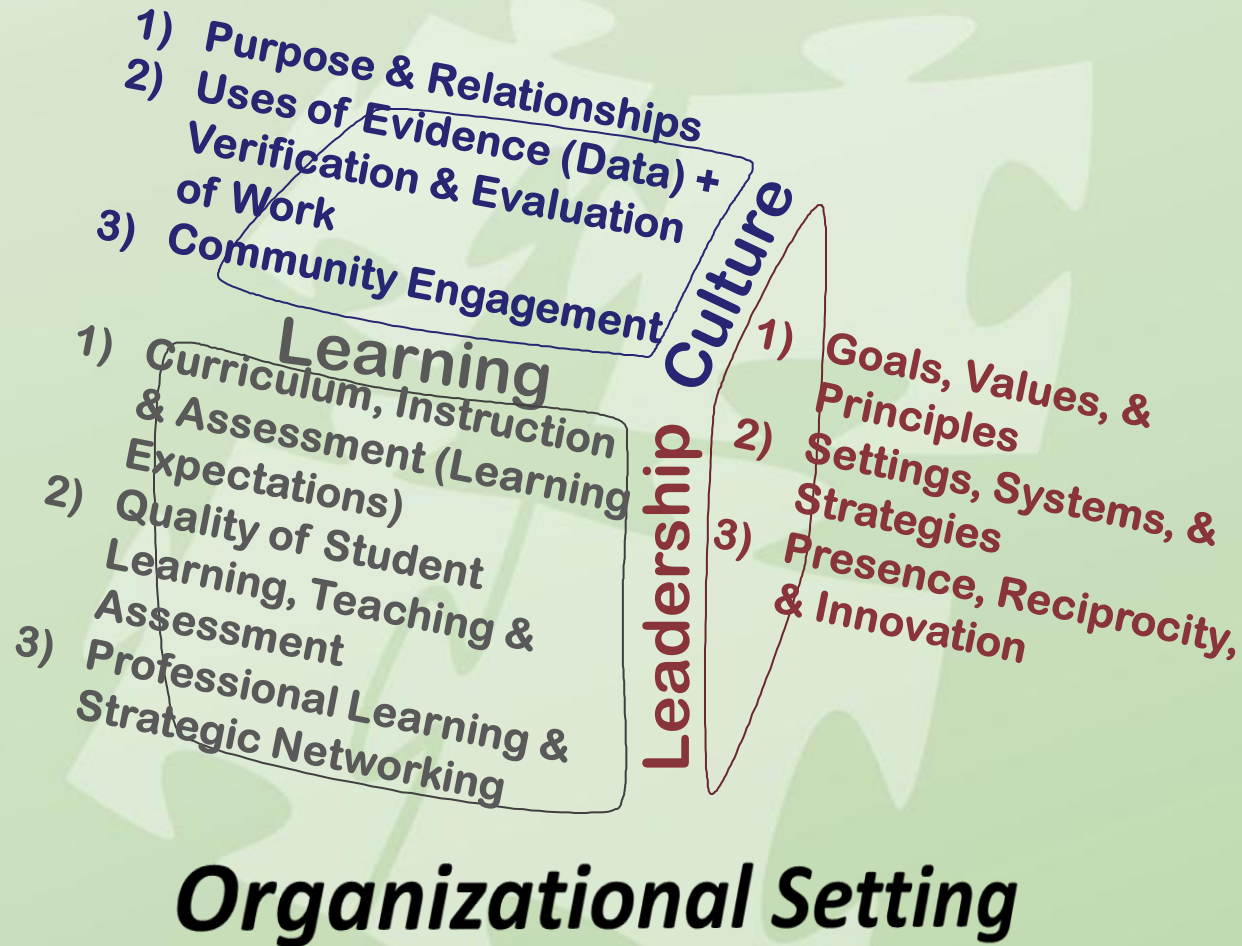 1) Purpose & Relationships
2) Uses of Evidence (Data) +
Verification & Evaluation
of Work
3) Community Engagement
Culture
Learning
1) Curriculum, Instruction
& Assessment (Learning
Expectations)
2) Quality of Student
Learning, Teaching &
Assessment
3) Professional Learning &
Strategic Networking
Leadership
1) Goals, Values, &
Principles
2) Settings, Systems, &
Strategies
3) Presence, Reciprocity,
& Innovation
Organizational Setting